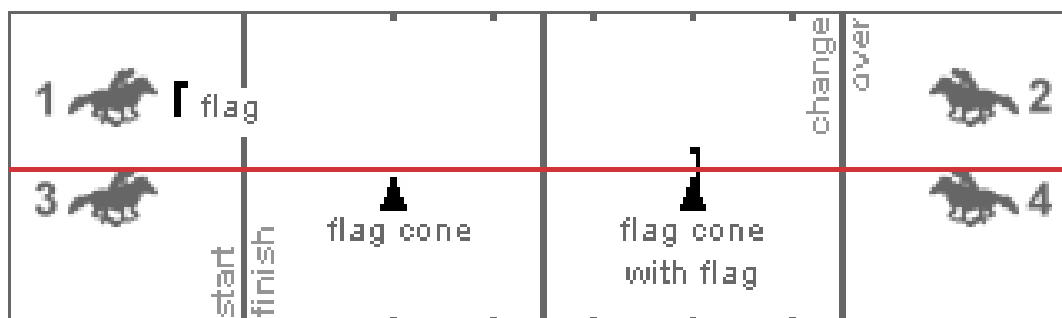 1
flag
change
over
2
3
flag cone
flag cone
with flag
4
start
finish